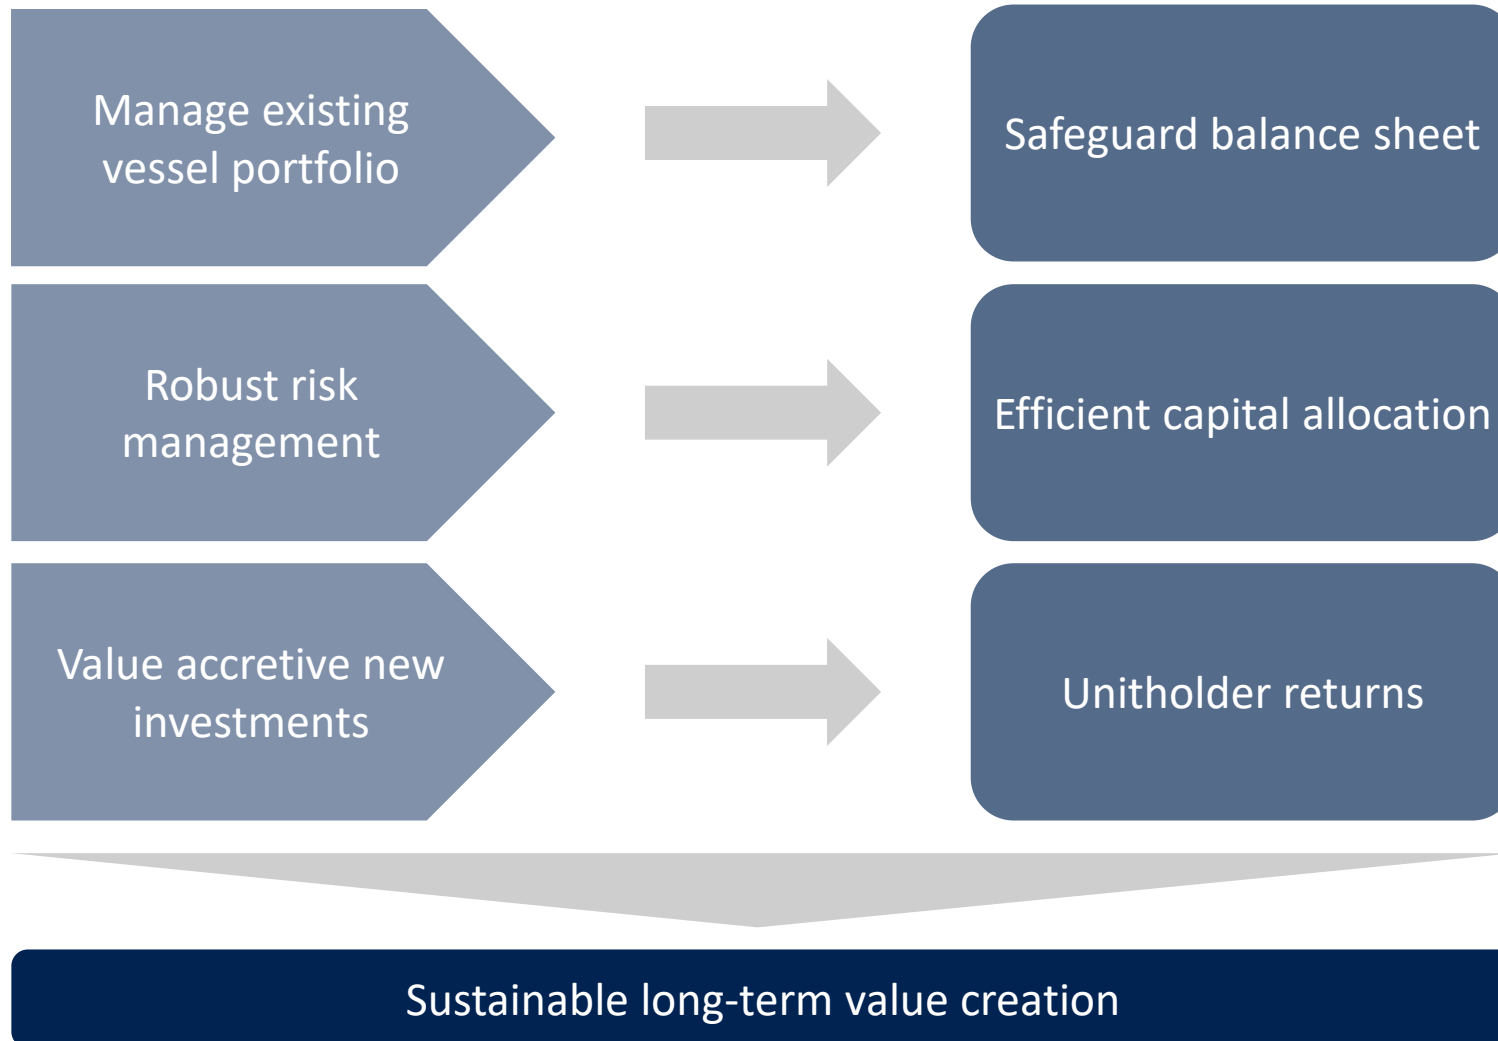 Manage existing
vessel portfolio
Safeguard balance sheet
Robust risk
management
Efficient capital allocation
Value accretive new
investments
Unitholder returns
Sustainable long-term value creation